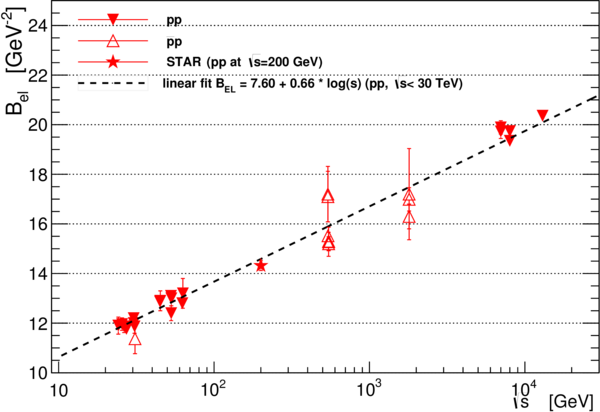 B_el [GeV^-2]
24
22
20
18
16
14
12
10
pp
p̄p
STAR (pp at √s=200 GeV)
linear fit B_EL = 7.60 + 0.66 * log(s) (pp, √s< 30 TeV)
10 10^2 10^3 10^4
√s [GeV]